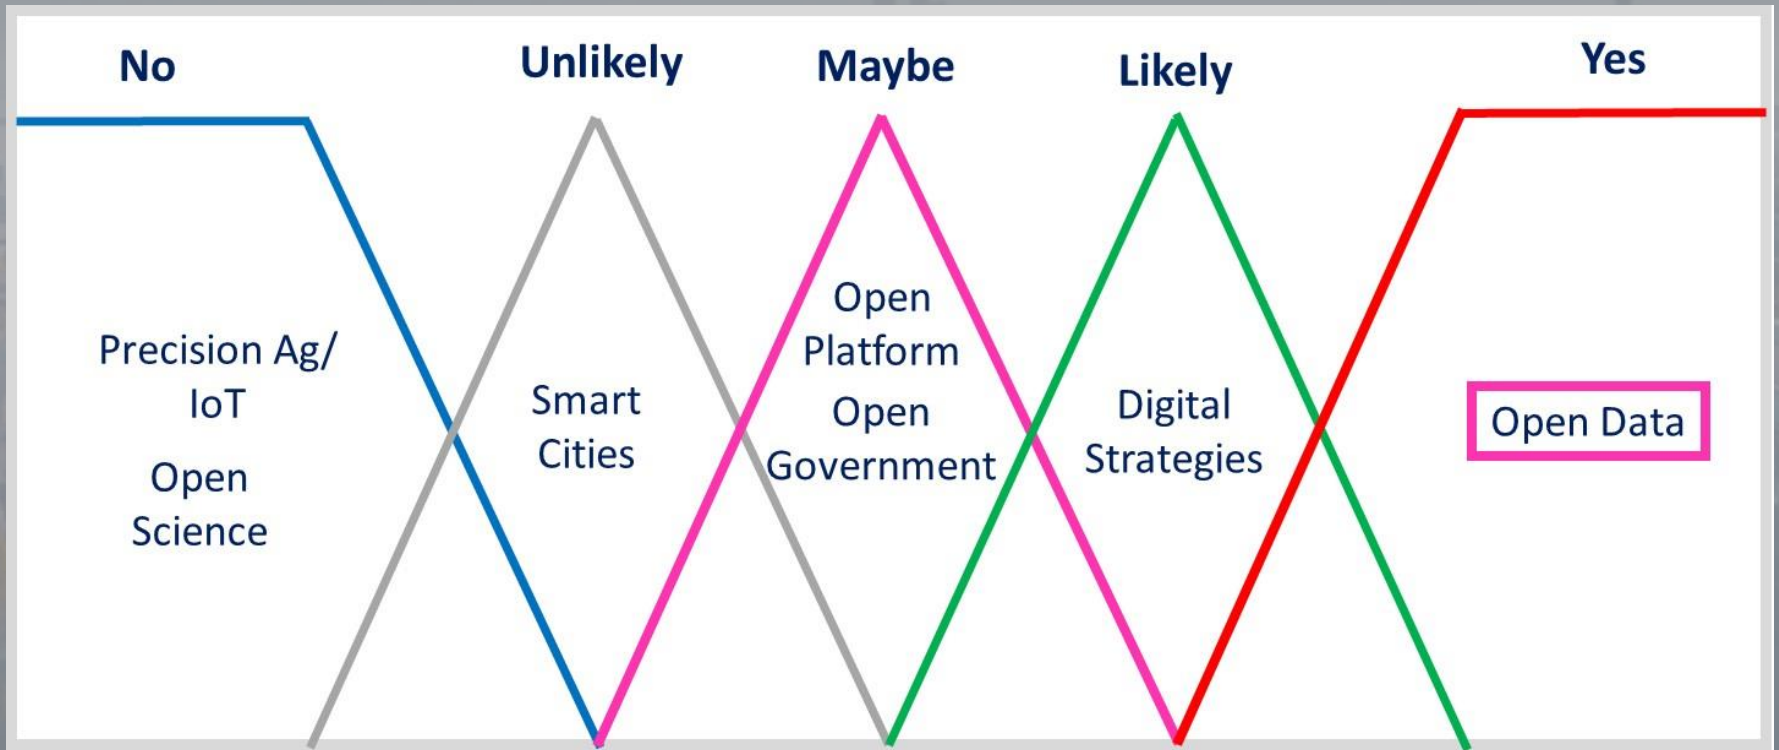 No
Unlikely
Maybe
Likely
Yes
Precision Ag/
IoT
Open
Science
Smart
Cities
Open
Platform
Open
Government
Digital
Strategies
Open Data